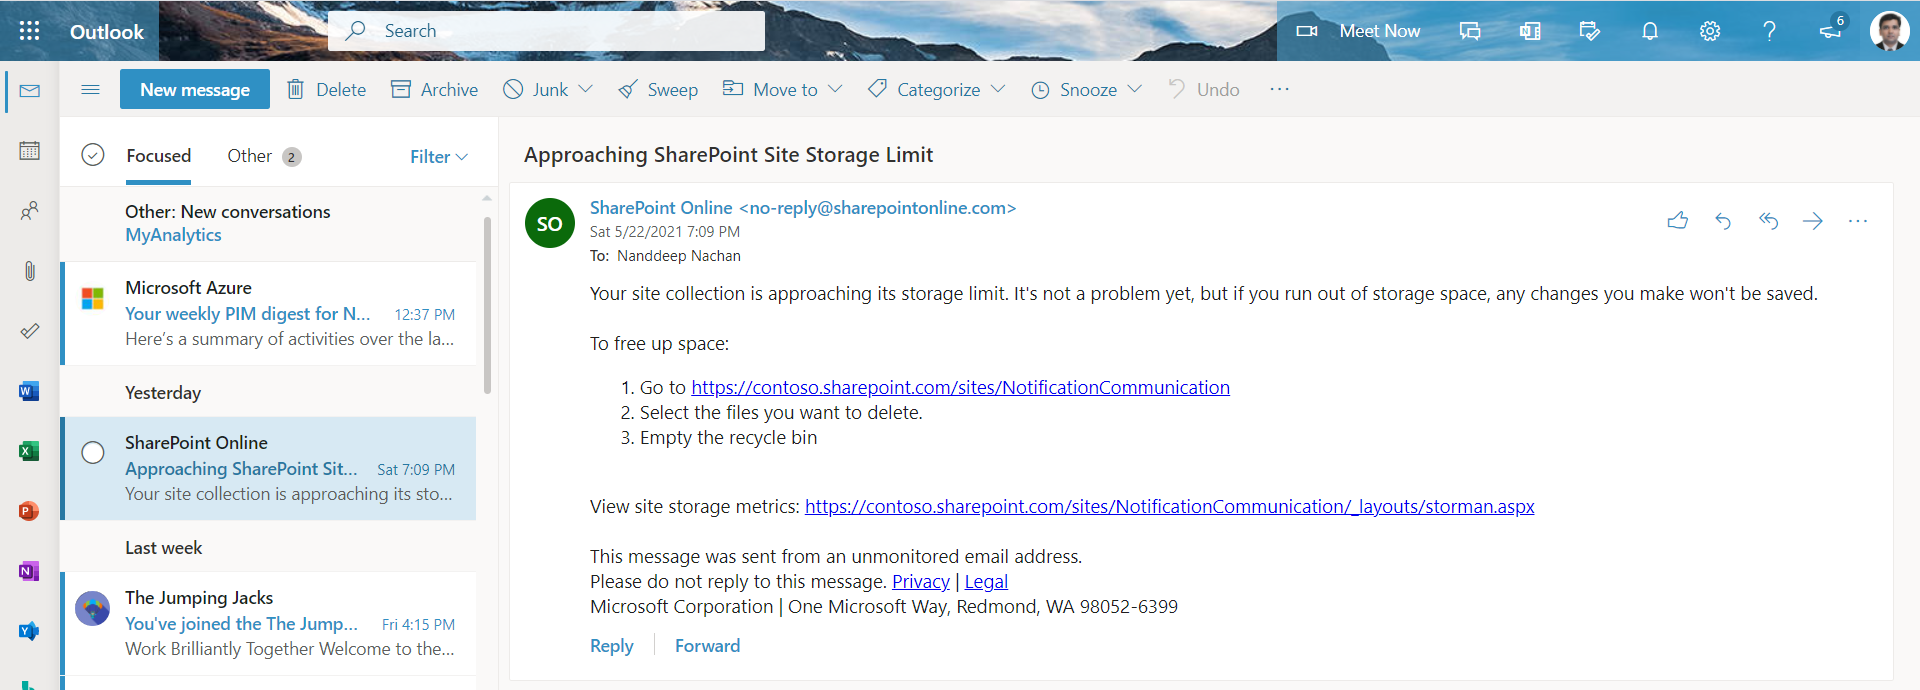 Outlook
Search
Meet Now
6
New message
Delete
Archive
Junk
Sweep
Move to
Categorize
Snooze
Undo
Focused
Other 2
Filter
Other: New conversations
MyAnalytics
Microsoft Azure
Your weekly PIM digest for N... 12:37 PM
Here's a summary of activities over the la...
Yesterday
SharePoint Online
Approaching SharePoint Sit... Sat 7:09 PM
Your site collection is approaching its sto...
Last week
The Jumping Jacks
You've joined the The Jump... Fri 4:15 PM
Work Brilliantly Together Welcome to the...
W
X
P
N
Y
Approaching SharePoint Site Storage Limit
SO
SharePoint Online <no-reply@sharepointonline.com>
Sat 5/22/2021 7:09 PM
To: Nanddeep Nachan
Your site collection is approaching its storage limit. It's not a problem yet, but if you run out of storage space, any changes you make won't be saved.
To free up space:
1. Go to https://contoso.sharepoint.com/sites/NotificationCommunication
2. Select the files you want to delete.
3. Empty the recycle bin
View site storage metrics: https://contoso.sharepoint.com/sites/NotificationCommunication/_layouts/storman.aspx
This message was sent from an unmonitored email address.
Please do not reply to this message. Privacy | Legal
Microsoft Corporation | One Microsoft Way, Redmond, WA 98052-6399
Reply
Forward